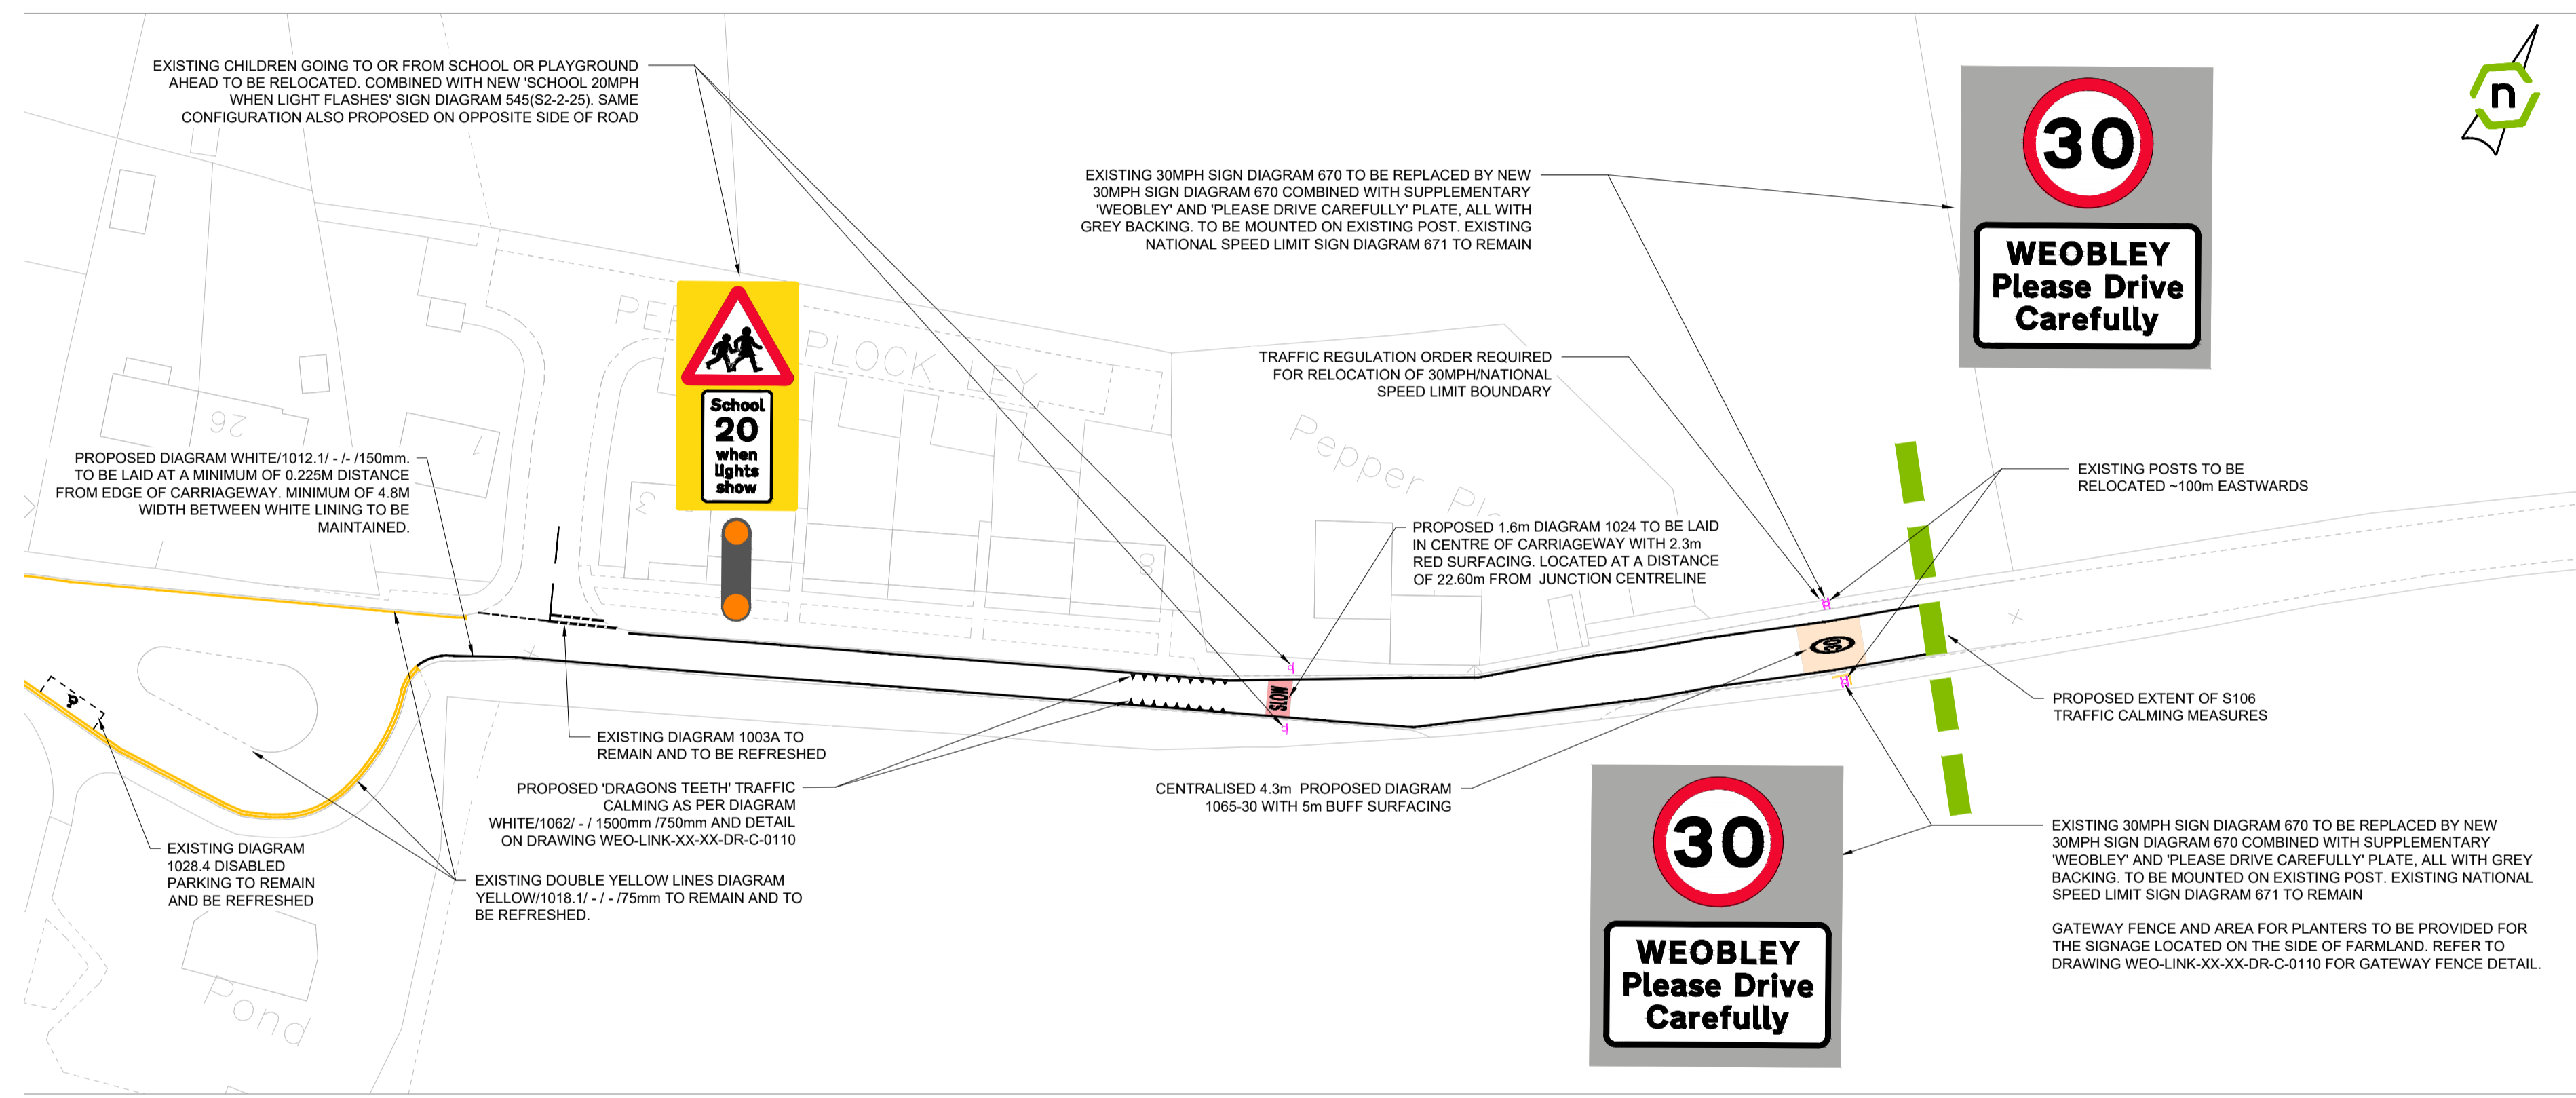 EXISTING CHILDREN GOING TO OR FROM SCHOOL OR PLAYGROUND
AHEAD TO BE RELOCATED. COMBINED WITH NEW 'SCHOOL 20MPH
WHEN LIGHT FLASHES' SIGN DIAGRAM 545(S2-2-25). SAME
CONFIGURATION ALSO PROPOSED ON OPPOSITE SIDE OF ROAD
n
30
WEOBLEY
Please Drive
Carefully
EXISTING 30MPH SIGN DIAGRAM 670 TO BE REPLACED BY NEW
30MPH SIGN DIAGRAM 670 COMBINED WITH SUPPLEMENTARY
'WEOBLEY' AND 'PLEASE DRIVE CAREFULLY' PLATE, ALL WITH
GREY BACKING. TO BE MOUNTED ON EXISTING POST. EXISTING
NATIONAL SPEED LIMIT SIGN DIAGRAM 671 TO REMAIN
PLOCK LEY
School
20
when
lights
show
TRAFFIC REGULATION ORDER REQUIRED
FOR RELOCATION OF 30MPH/NATIONAL
SPEED LIMIT BOUNDARY
26
1
3
8
Pepper
PROPOSED DIAGRAM WHITE/1012.1/ - /- /150mm.
TO BE LAID AT A MINIMUM OF 0.225M DISTANCE
FROM EDGE OF CARRIAGEWAY. MINIMUM OF 4.8M
WIDTH BETWEEN WHITE LINING TO BE
MAINTAINED.
EXISTING POSTS TO BE
RELOCATED ~100m EASTWARDS
PROPOSED 1.6m DIAGRAM 1024 TO BE LAID
IN CENTRE OF CARRIAGEWAY WITH 2.3m
RED SURFACING. LOCATED AT A DISTANCE
OF 22.60m FROM JUNCTION CENTRELINE
SLOW
30
PROPOSED EXTENT OF S106
TRAFFIC CALMING MEASURES
EXISTING DIAGRAM 1003A TO
REMAIN AND TO BE REFRESHED
PROPOSED 'DRAGONS TEETH' TRAFFIC
CALMING AS PER DIAGRAM
WHITE/1062/ - / 1500mm /750mm AND DETAIL
ON DRAWING WEO-LINK-XX-XX-DR-C-0110
CENTRALISED 4.3m PROPOSED DIAGRAM
1065-30 WITH 5m BUFF SURFACING
30
WEOBLEY
Please Drive
Carefully
EXISTING DIAGRAM
1028.4 DISABLED
PARKING TO REMAIN
AND BE REFRESHED
EXISTING DOUBLE YELLOW LINES DIAGRAM
YELLOW/1018.1/ - / - /75mm TO REMAIN AND TO
BE REFRESHED.
EXISTING 30MPH SIGN DIAGRAM 670 TO BE REPLACED BY NEW
30MPH SIGN DIAGRAM 670 COMBINED WITH SUPPLEMENTARY
'WEOBLEY' AND 'PLEASE DRIVE CAREFULLY' PLATE, ALL WITH GREY
BACKING. TO BE MOUNTED ON EXISTING POST. EXISTING NATIONAL
SPEED LIMIT SIGN DIAGRAM 671 TO REMAIN
GATEWAY FENCE AND AREA FOR PLANTERS TO BE PROVIDED FOR
THE SIGNAGE LOCATED ON THE SIDE OF FARMLAND. REFER TO
DRAWING WEO-LINK-XX-XX-DR-C-0110 FOR GATEWAY FENCE DETAIL.
Pond